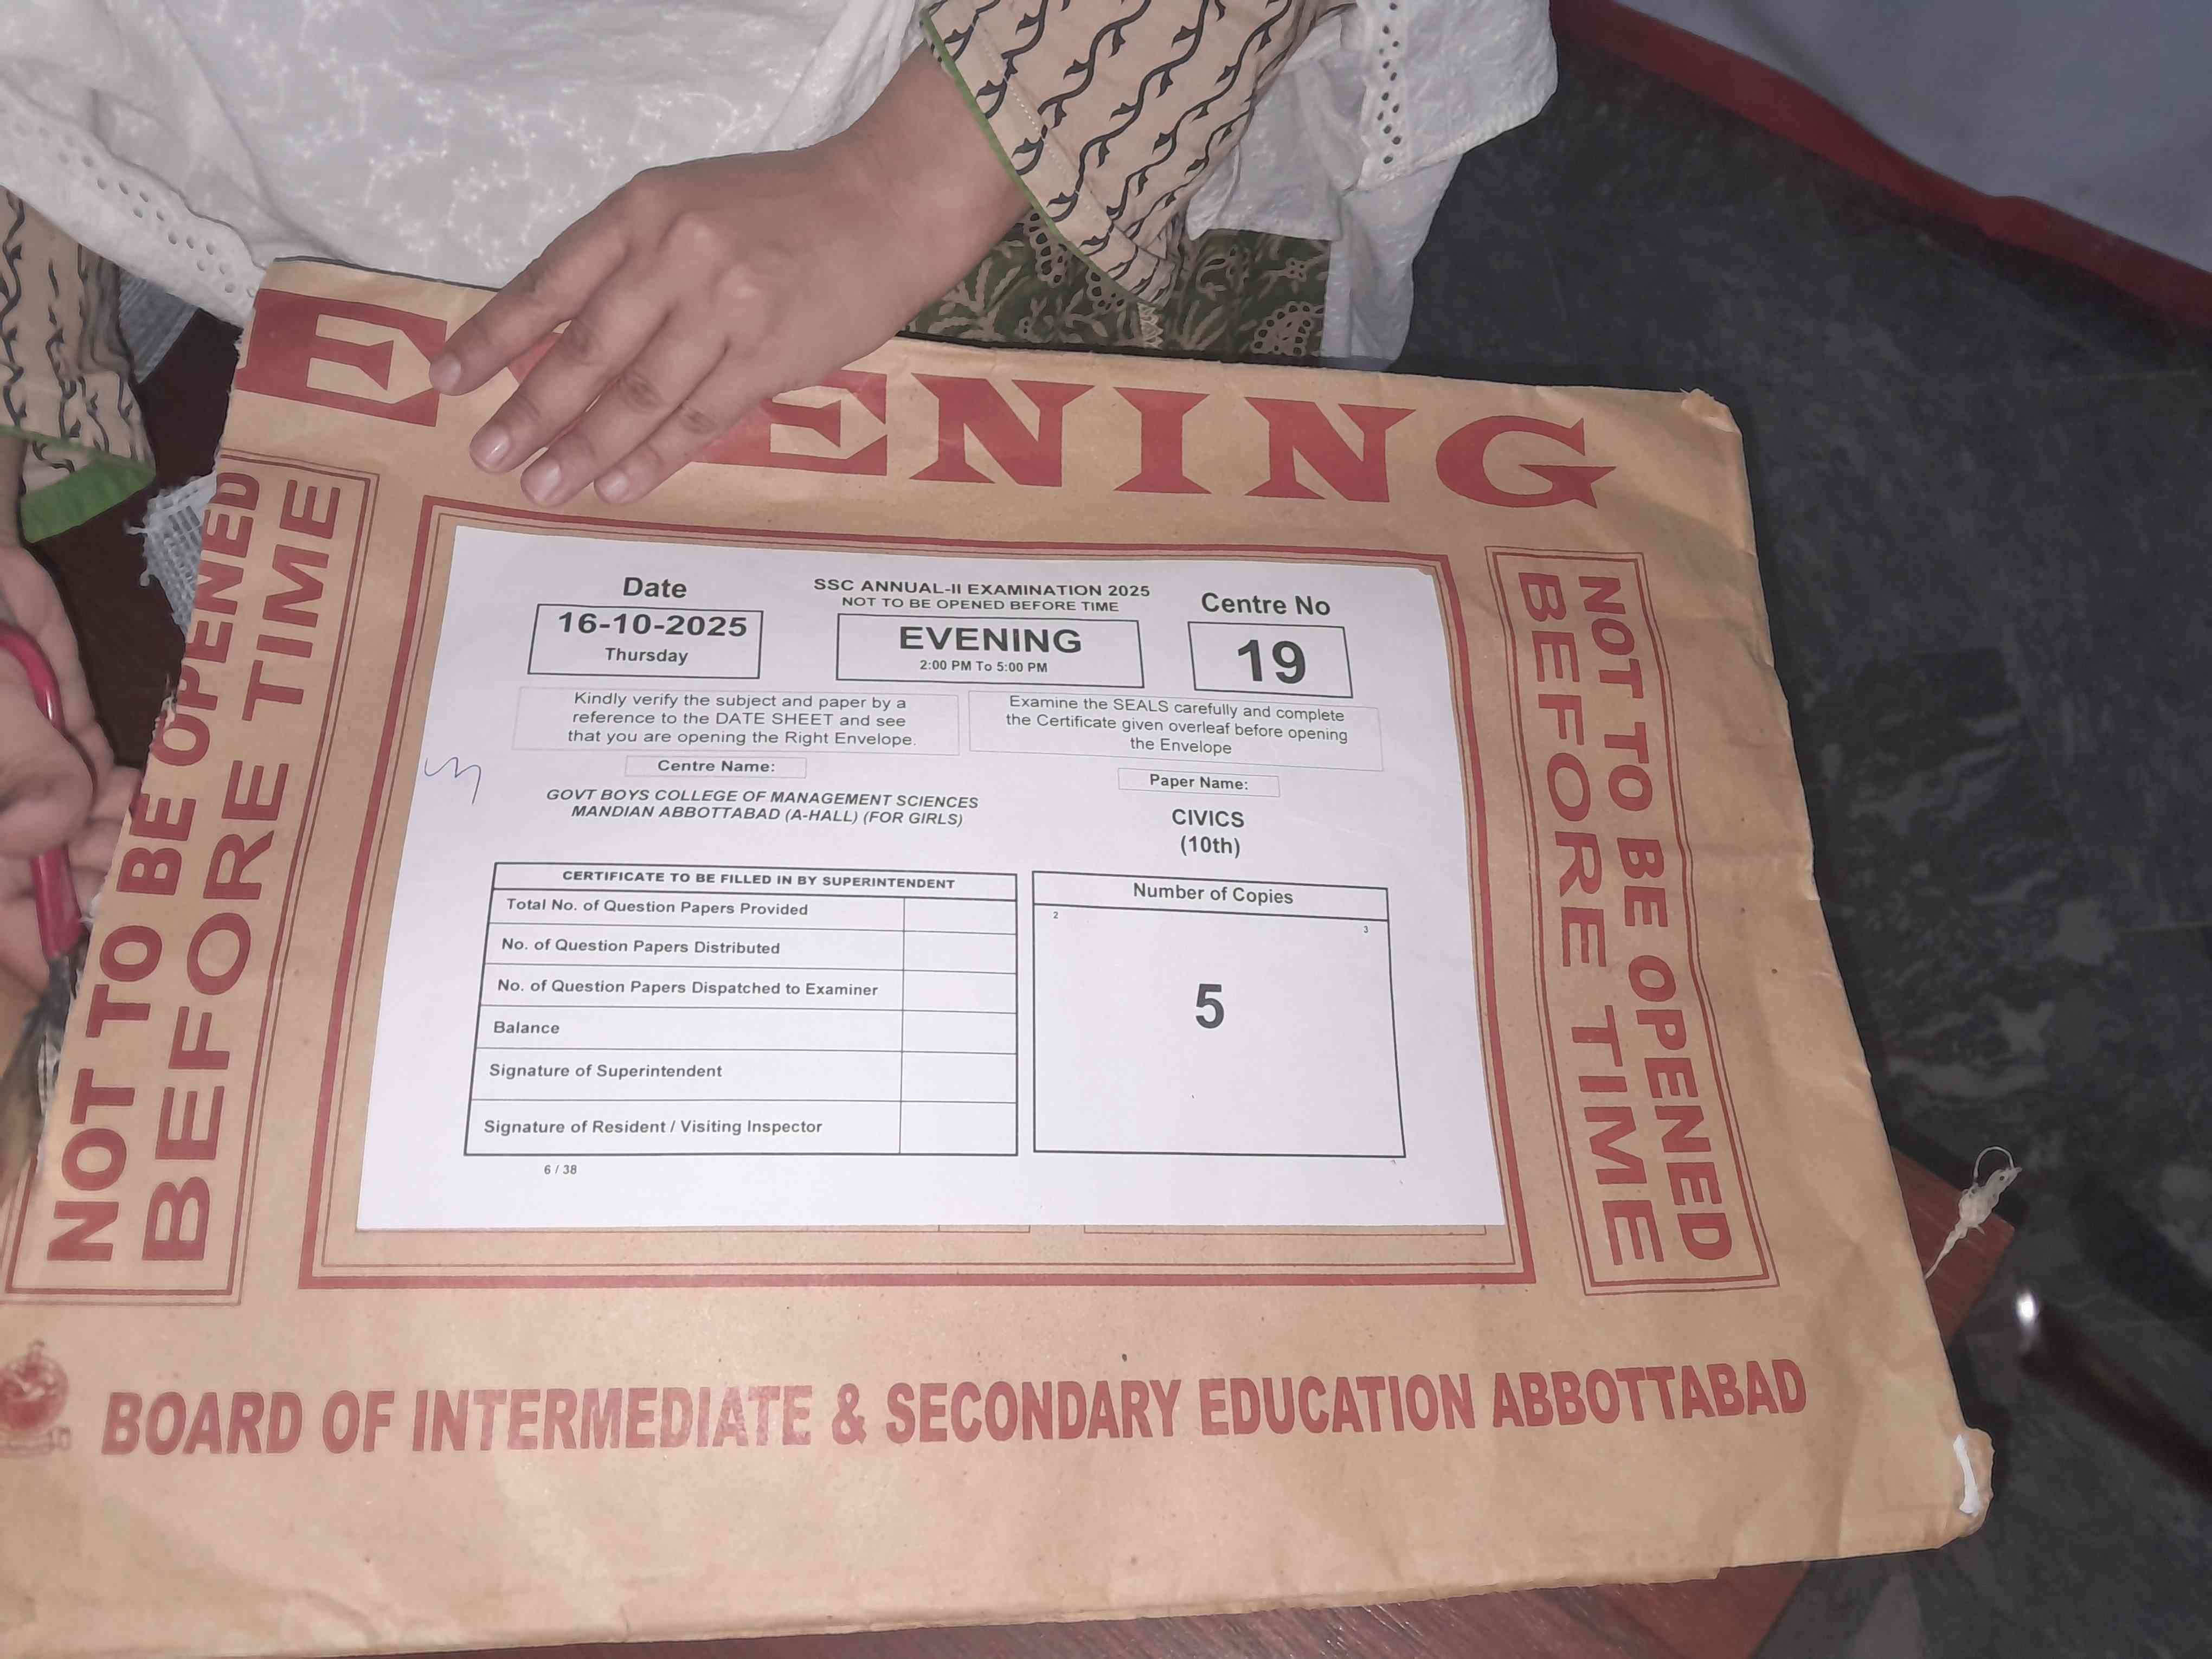 EVENING
NOT TO BE OPENED
BEFORE TIME
Date
16-10-2025
Thursday
SSC ANNUAL-II EXAMINATION 2025
NOT TO BE OPENED BEFORE TIME
EVENING
2:00 PM To 5:00 PM
Centre No
19
Kindly verify the subject and paper by a
reference to the DATE SHEET and see
that you are opening the Right Envelope.
Examine the SEALS carefully and complete
the Certificate given overleaf before opening
the Envelope
Centre Name:
GOVT BOYS COLLEGE OF MANAGEMENT SCIENCES
MANDIAN ABBOTTABAD (A-HALL) (FOR GIRLS)
Paper Name:
CIVICS
(10th)
CERTIFICATE TO BE FILLED IN BY SUPERINTENDENT
Total No. of Question Papers Provided
No. of Question Papers Distributed
No. of Question Papers Dispatched to Examiner
Balance
Signature of Superintendent
Signature of Resident / Visiting Inspector
Number of Copies
2
3
5
6 / 38
NOT TO BE OPENED
BEFORE TIME
BOARD OF INTERMEDIATE & SECONDARY EDUCATION ABBOTTABAD